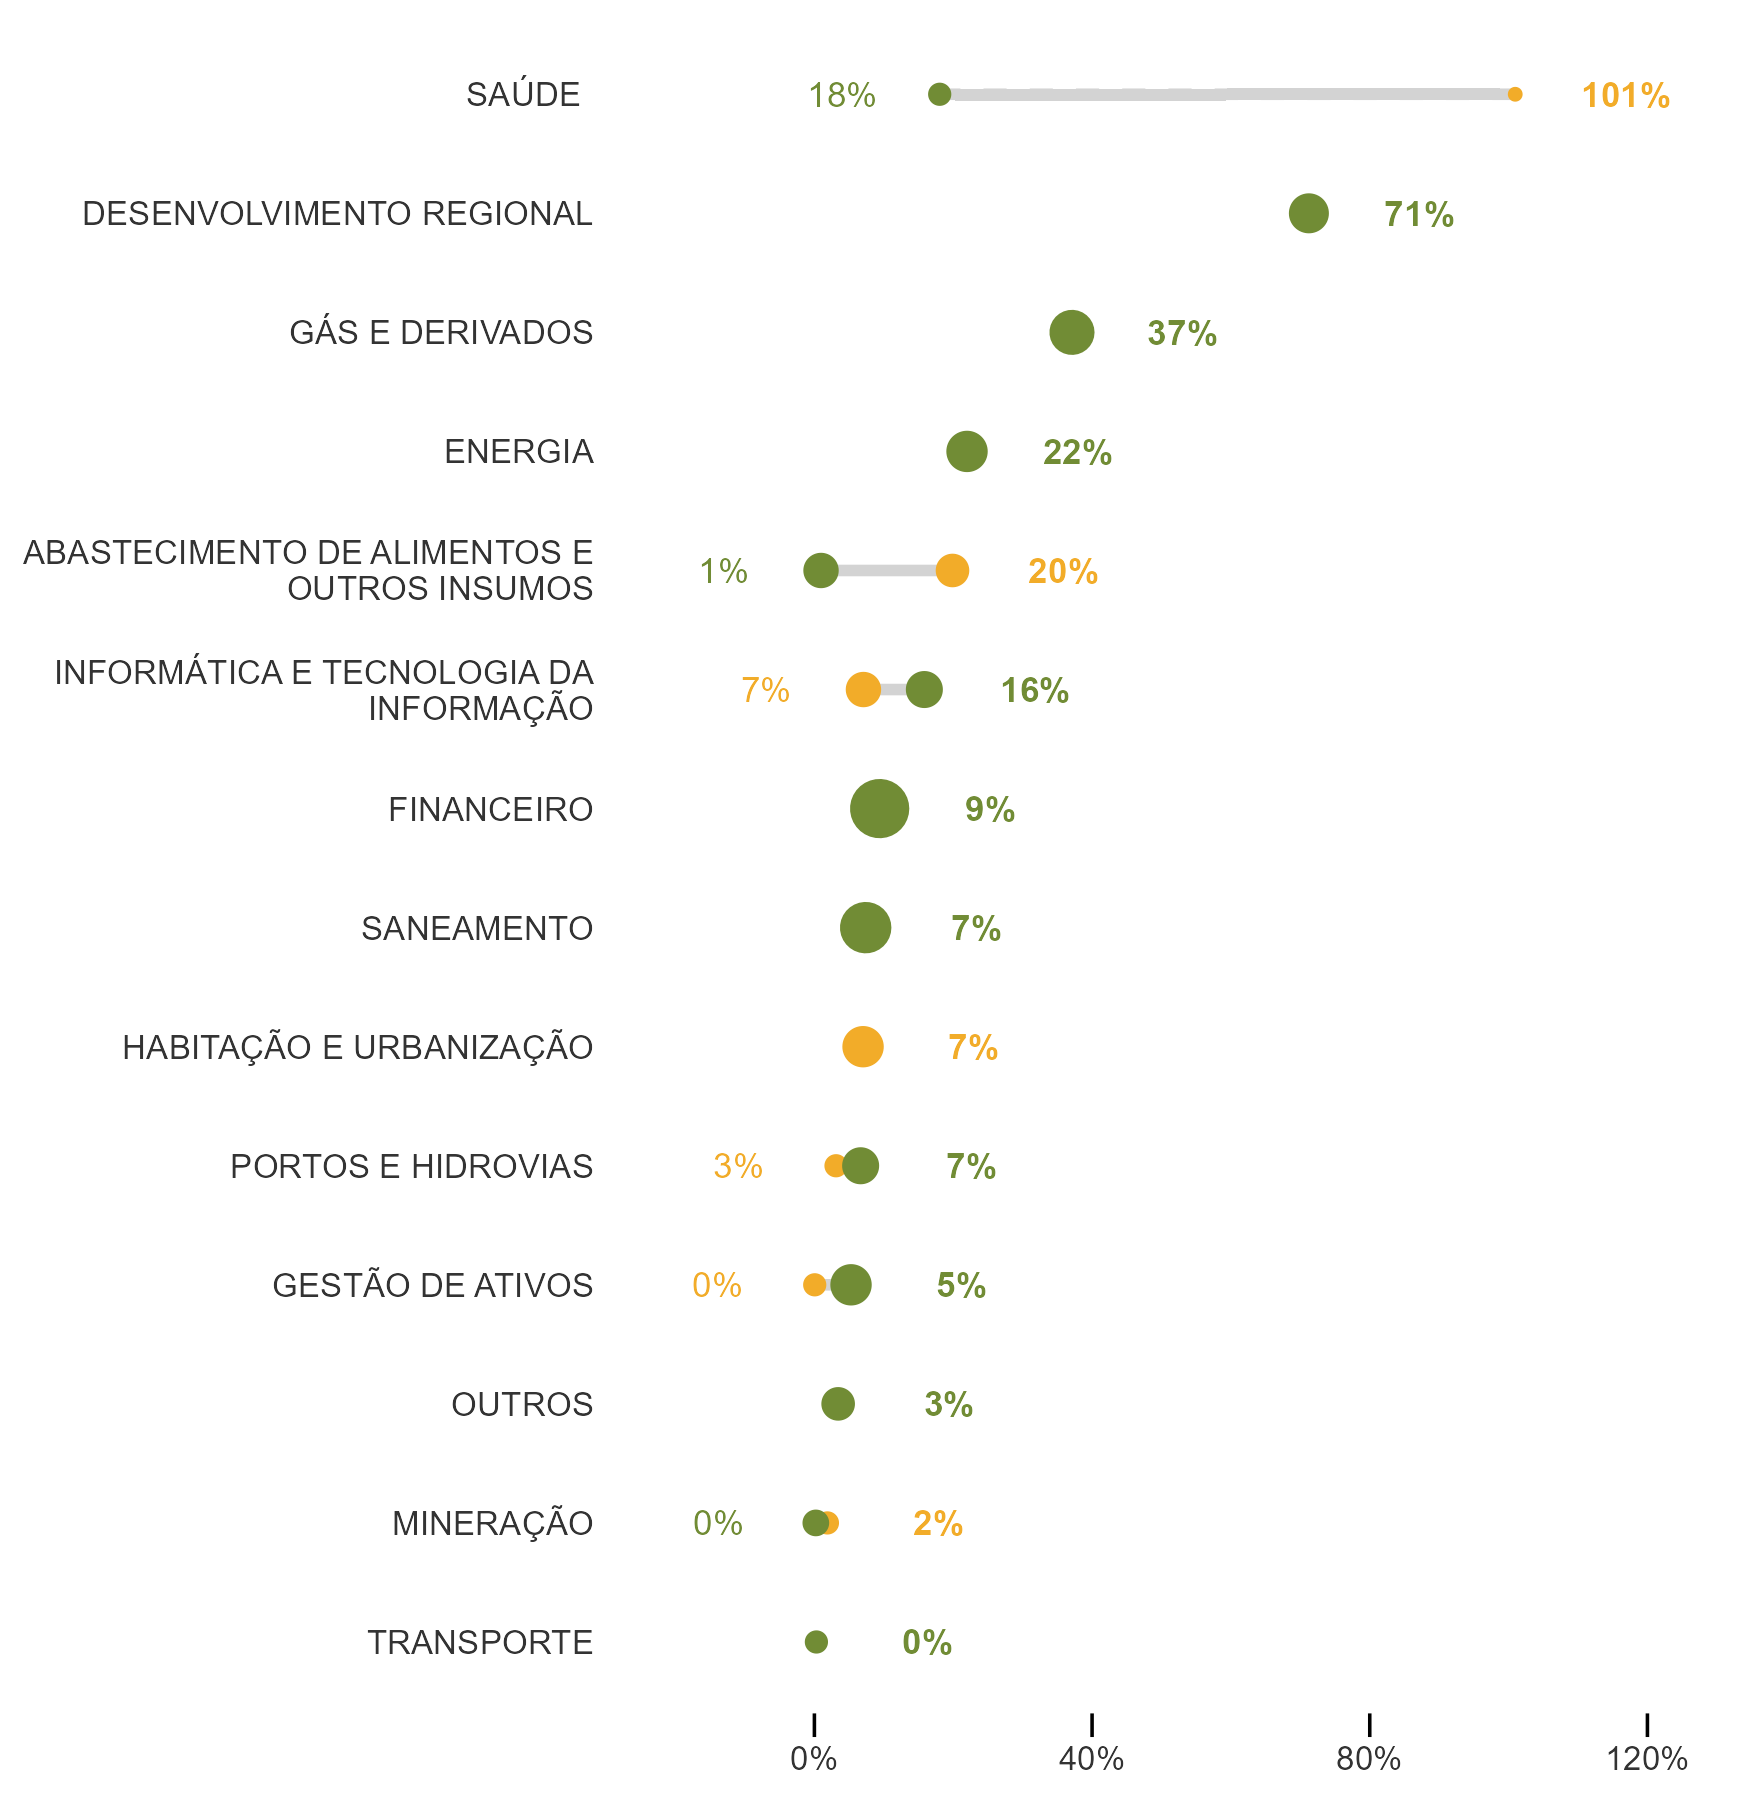 SAÚDE 18% 101%
DESENVOLVIMENTO REGIONAL 71%
GÁS E DERIVADOS 37%
ENERGIA 22%
ABASTECIMENTO DE ALIMENTOS E
OUTROS INSUMOS 1% 20%
INFORMÁTICA E TECNOLOGIA DA
INFORMAÇÃO 7% 16%
FINANCEIRO 9%
SANEAMENTO 7%
HABITAÇÃO E URBANIZAÇÃO 7%
PORTOS E HIDROVIAS 3% 7%
GESTÃO DE ATIVOS 0% 5%
OUTROS 3%
MINERAÇÃO 0% 2%
TRANSPORTE 0%
0% 40% 80% 120%